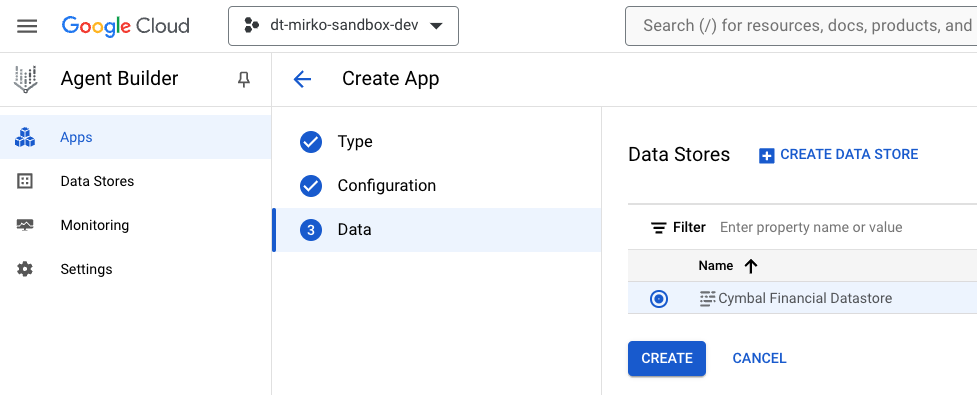 Google Cloud
dt-mirko-sandbox-dev
Search (/) for resources, docs, products, and
Agent Builder
Create App
Apps
Data Stores
Monitoring
Settings
Type
Configuration
3 Data
Data Stores
CREATE DATA STORE
Filter Enter property name or value
Name
Cymbal Financial Datastore
CREATE
CANCEL